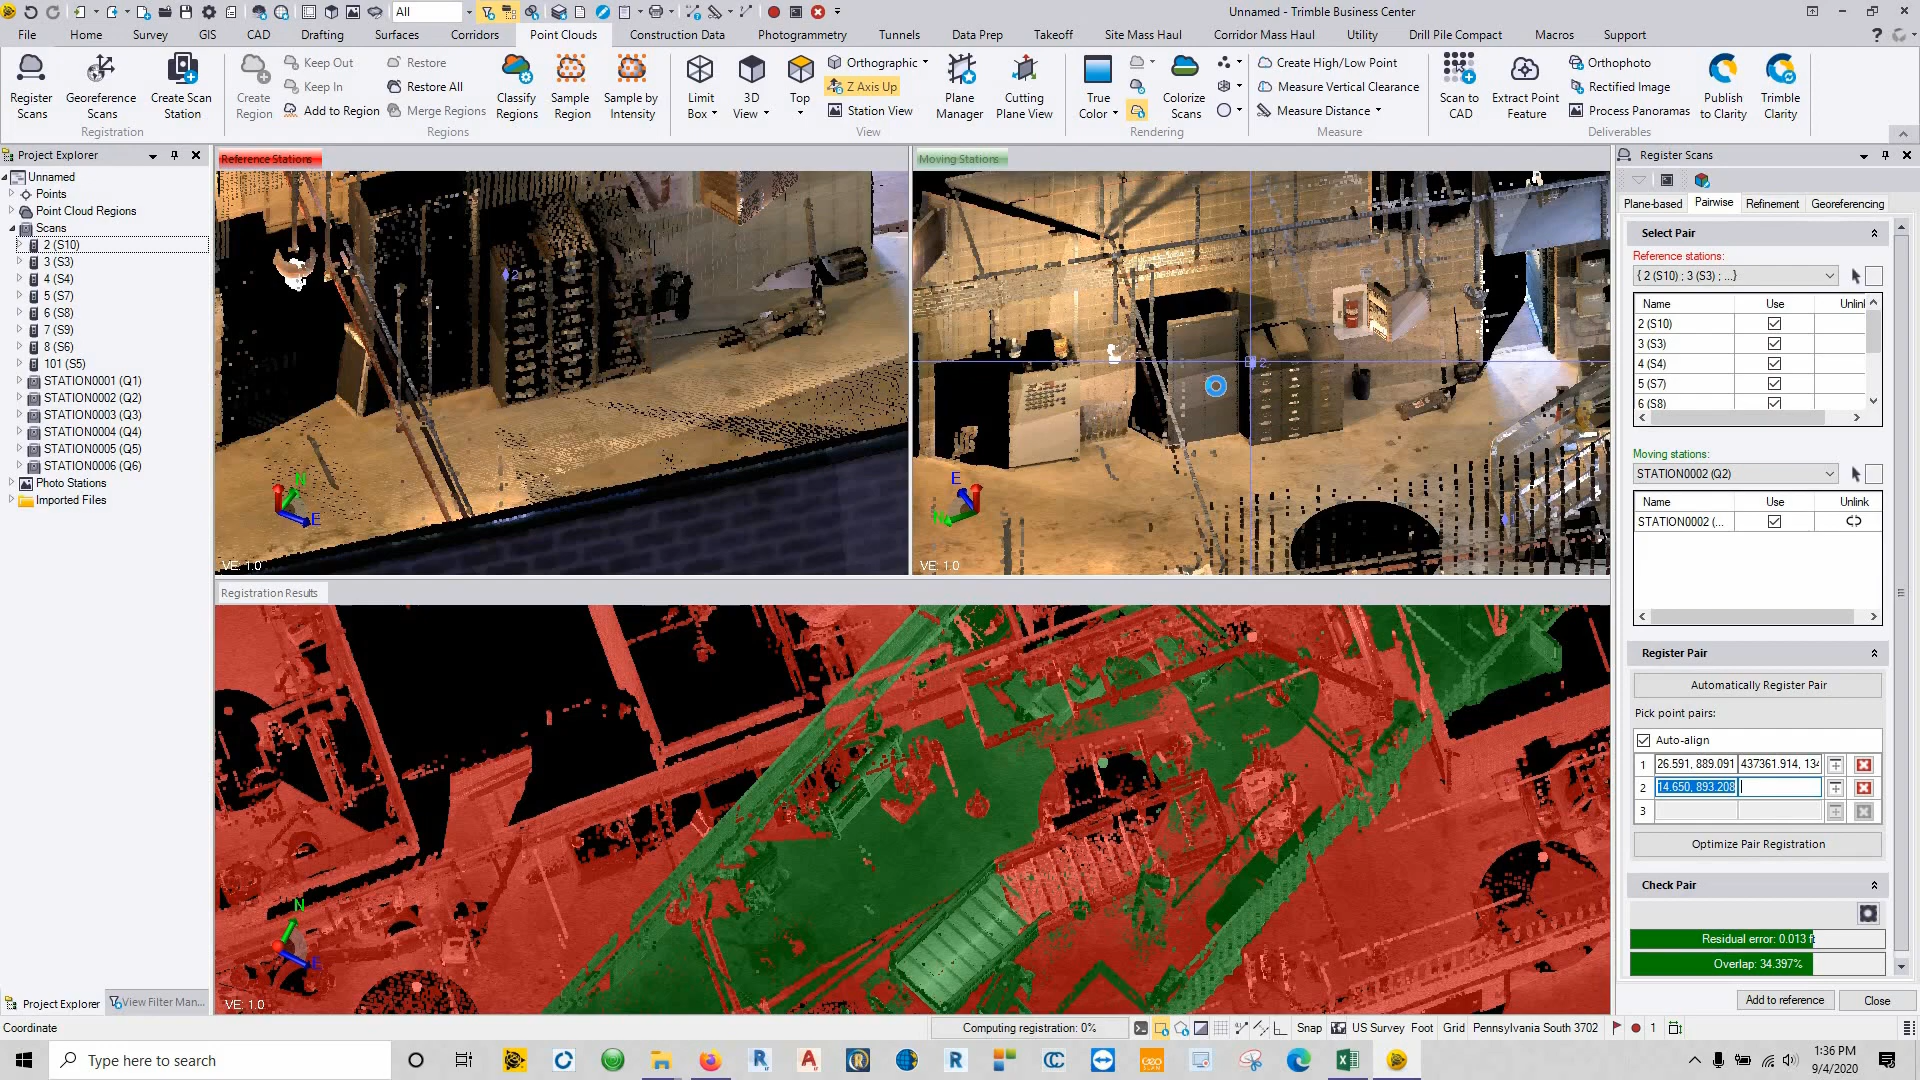 All
Unnamed - Trimble Business Center
File Home Survey GIS CAD Drafting Surfaces Corridors Point Clouds Construction Data Photogrammetry Tunnels Data Prep Takeoff Site Mass Haul Corridor Mass Haul Utility Drill Pile Compact Macros Support
Register Scans
Georeference Scans
Create Scan Station
Registration
Create Region
Keep Out
Keep In
Add to Region
Restore
Restore All
Merge Regions
Classify Regions
Sample Region
Sample by Intensity
Regions
Limit Box
3D View
Top
Orthographic
Z Axis Up
Station View
Plane Manager
Cutting Plane View
View
True Color
Colorize Scans
Rendering
Create High/Low Point
Measure Vertical Clearance
Measure Distance
Measure
Scan to CAD
Extract Point Feature
Orthophoto
Rectified Image
Process Panoramas
Publish to Clarity
Trimble Clarity
Deliverables
Project Explorer
Unnamed
Points
Point Cloud Regions
Scans
2 (S10)
3 (S3)
4 (S4)
5 (S7)
6 (S8)
7 (S9)
8 (S6)
101 (S5)
STATION0001 (Q1)
STATION0002 (Q2)
STATION0003 (Q3)
STATION0004 (Q4)
STATION0005 (Q5)
STATION0006 (Q6)
Photo Stations
Imported Files
Project Explorer
View Filter Man...
Reference Stations
2
N
E
VE: 1.0
Moving Stations
2
E
N
1
VE: 1.0
Registration Results
N
E
VE: 1.0
Register Scans
Plane-based Pairwise Refinement Georeferencing
Select Pair
Reference stations:
{ 2 (S10) ; 3 (S3) ; ...}
Name Use Unlinl
2 (S10)
3 (S3)
4 (S4)
5 (S7)
6 (S8)
Moving stations:
STATION0002 (Q2)
Name Use Unlink
STATION0002 (...
Register Pair
Automatically Register Pair
Pick point pairs:
Auto-align
1 26.591, 889.091 437361.914, 134
2 14.650, 893.208
3
Optimize Pair Registration
Check Pair
Residual error: 0.013 ft
Overlap: 34.397%
Add to reference
Close
Coordinate
Computing registration: 0%
Snap US Survey Foot Grid Pennsylvania South 3702 1
Type here to search
1:36 PM
9/4/2020